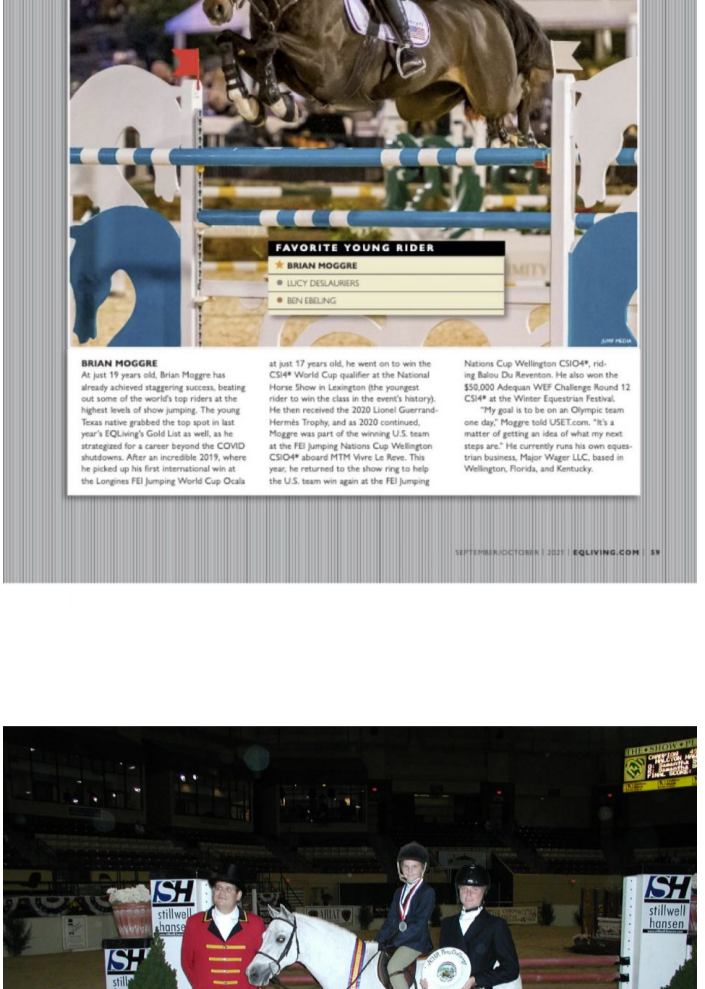 FAVORITE YOUNG RIDER
BRIAN MOGGRE
LUCY DESLAURIERS
BEN EBELING
IMITY
JUMP MEDIA
BRIAN MOGGRE
At just 19 years old, Brian Moggre has
already achieved staggering success, beating
out some of the world's top riders at the
highest levels of show jumping. The young
Texas native grabbed the top spot in last
year's EQLiving's Gold List as well, as he
strategized for a career beyond the COVID
shutdowns. After an incredible 2019, where
he picked up his first international win at
the Longines FEI Jumping World Cup Ocala
at just 17 years old, he went on to win the
CSI4* World Cup qualifier at the National
Horse Show in Lexington (the youngest
rider to win the class in the event's history).
He then received the 2020 Lionel Guerrand-
Hermès Trophy, and as 2020 continued,
Moggre was part of the winning U.S. team
at the FEI Jumping Nations Cup Wellington
CSIO4* aboard MTM Vivre Le Reve. This
year, he returned to the show ring to help
the U.S. team win again at the FEI Jumping
Nations Cup Wellington CSIO4*, rid-
ing Balou Du Reventon. He also won the
$50,000 Adequan WEF Challenge Round 12
CSI4* at the Winter Equestrian Festival.
"My goal is to be on an Olympic team
one day," Moggre told USET.com. "It's a
matter of getting an idea of what my next
steps are." He currently runs his own eques-
trian business, Major Wager LLC, based in
Wellington, Florida, and Kentucky.
SEPTEMBER/OCTOBER | 2021 | EQLIVING.COM | 59
THE SHOW PL
CHAMPION
FINAL SCORE:
SH
stillwell
hansen
SH
still
SH
stillwell
hansen
ARIAT